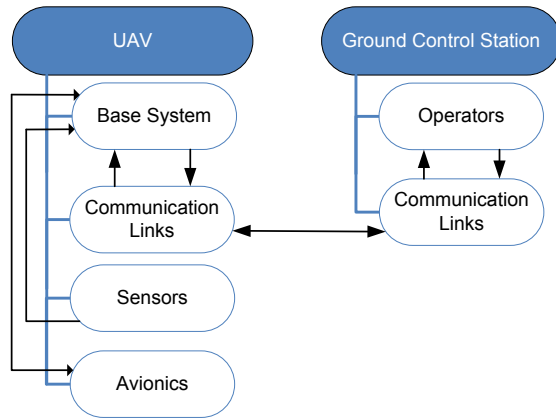 UAV
Base System
Communication
Links
Sensors
Avionics
Ground Control Station
Operators
Communication
Links